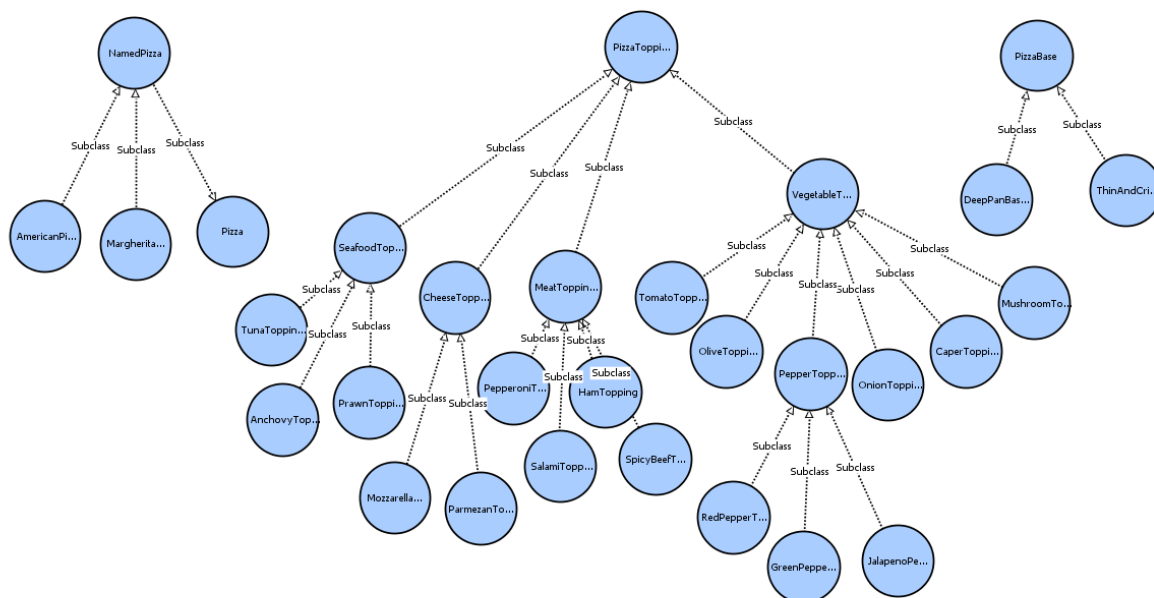 NamedPizza
PizzaToppi...
PizzaBase
Subclass
Subclass
Subclass
Subclass
Subclass
Subclass
Subclass
Subclass
Subclass
AmericanPi...
Margherita...
Pizza
SeafoodTop...
VegetableT...
DeepPanBas...
ThinAndCri...
CheeseTopp...
MeatToppin...
Subclass
Subclass
Subclass
Subclass
Subclass
Subclass
TomatoTopp...
MushroomTo...
TunaToppin...
Subclass
Subclass
Subclass
Subclass
Subclass
OliveToppi...
CaperToppi...
AnchovyTop...
PrawnToppi...
Subclass
Subclass
PepperoniT...
Subclass
Subclass
HamTopping
PepperTopp...
OnionToppi...
Mozzarella...
ParmezanTo...
SalamiTopp...
SpicyBeefT...
Subclass
Subclass
Subclass
RedPepperT...
GreenPeppe...
JalapenoPe...